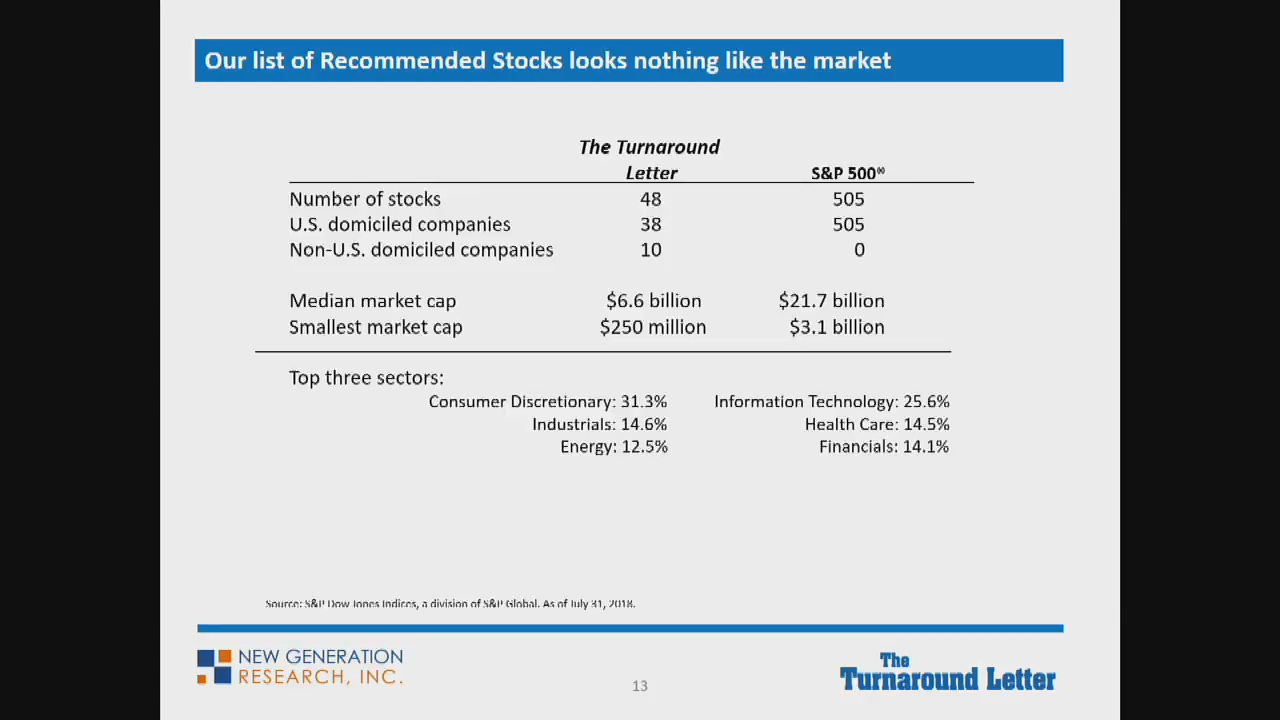 Our list of Recommended Stocks looks nothing like the market
The Turnaround
Letter S&P 500
Number of stocks 48 505
U.S. domiciled companies 38 505
Non-U.S. domiciled companies 10 0
Median market cap $6.6 billion $21.7 billion
Smallest market cap $250 million $3.1 billion
Top three sectors:
Consumer Discretionary: 31.3% Information Technology: 25.6%
Industrials: 14.6% Health Care: 14.5%
Energy: 12.5% Financials: 14.1%
Source: S&P Dow Jones Indices, a division of S&P Global. As of July 31, 2018.
NEW GENERATION
RESEARCH, INC.
13
The
Turnaround Letter